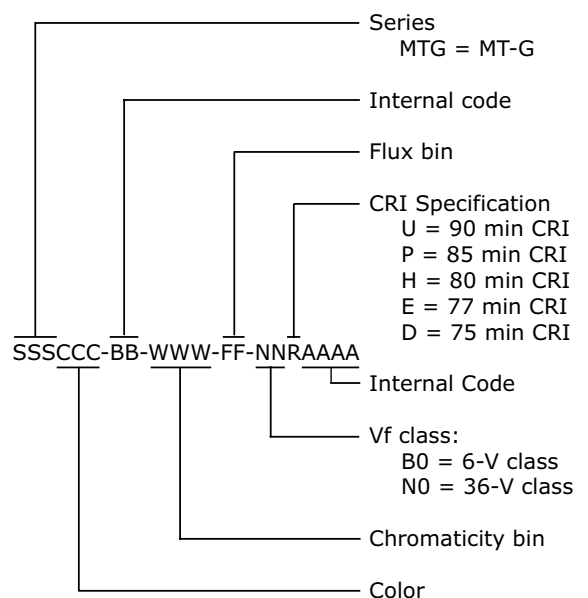 Series
MTG = MT-G
Internal code
Flux bin
CRI Specification
U = 90 min CRI
P = 85 min CRI
H = 80 min CRI
E = 77 min CRI
D = 75 min CRI
SSSCCC-BB-WWW-FF-NNRAAAA
Internal Code
Vf class:
B0 = 6-V class
N0 = 36-V class
Chromaticity bin
Color